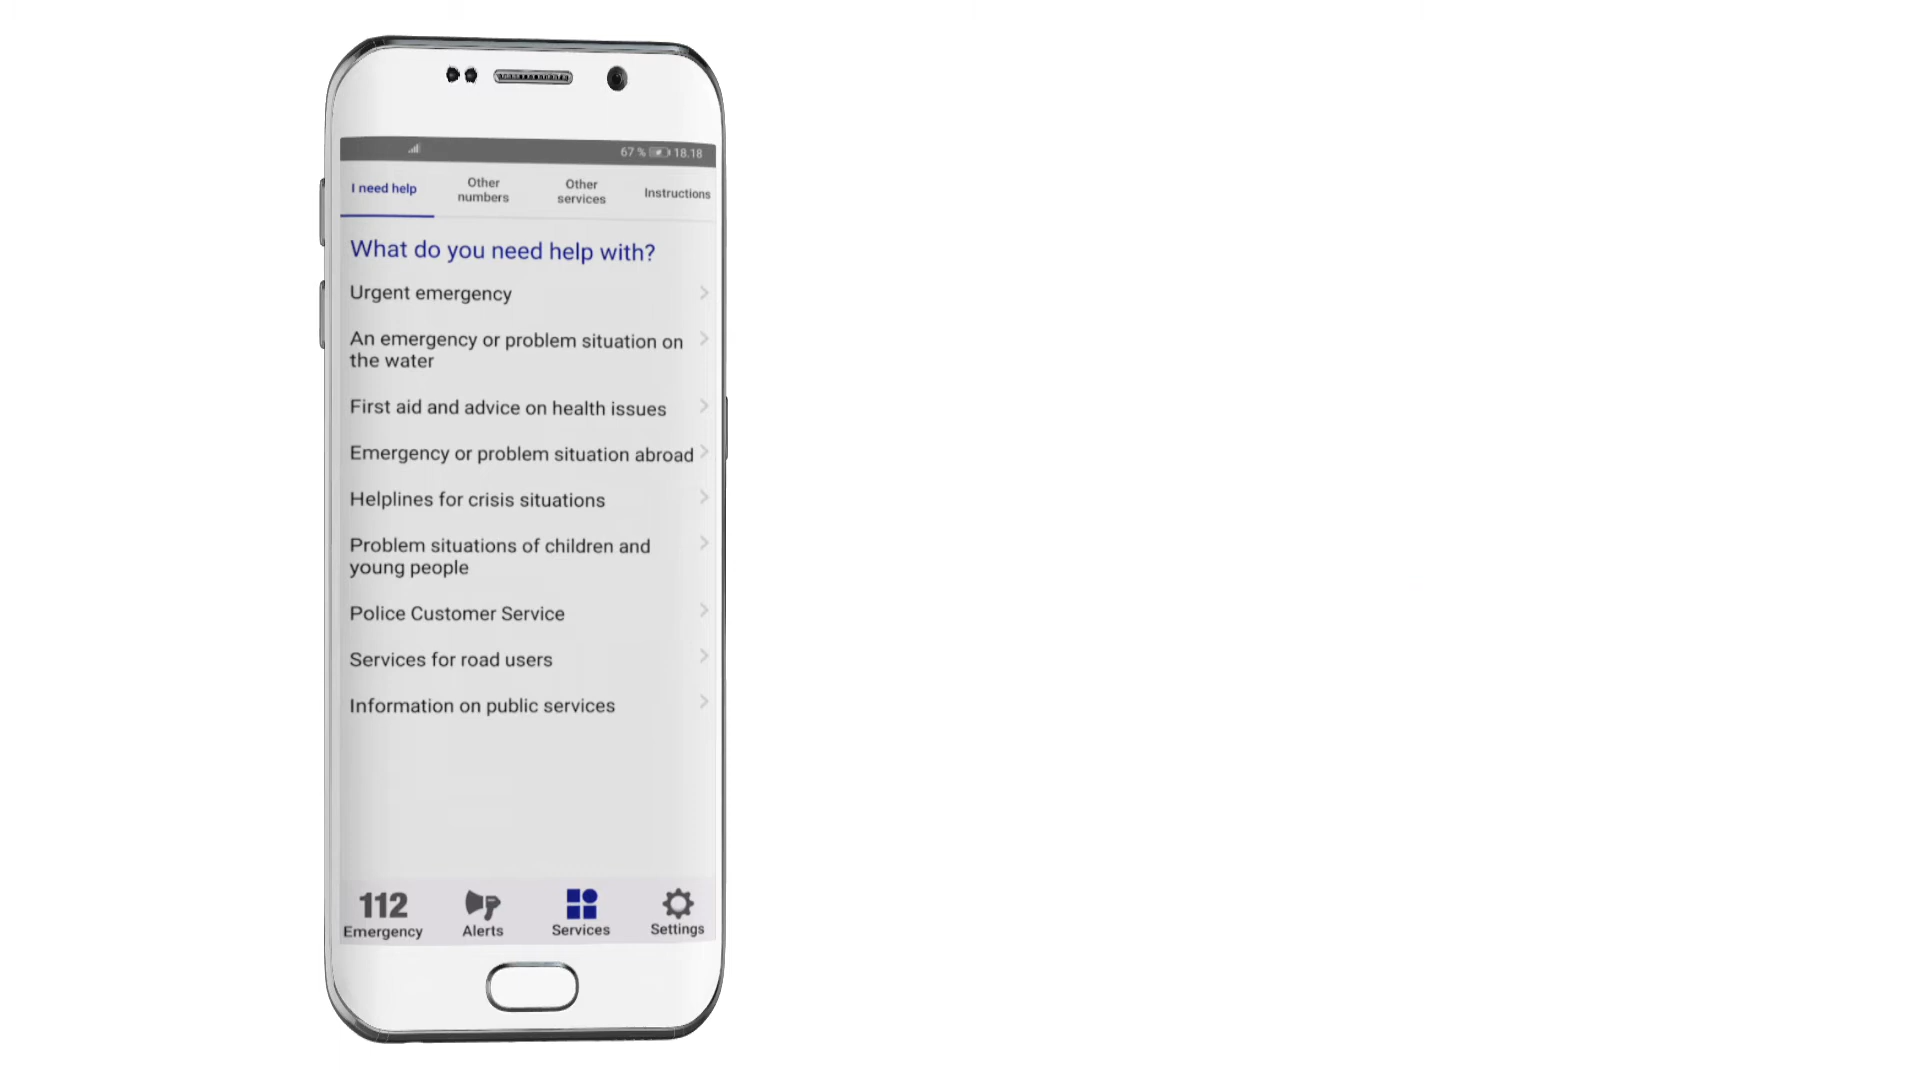 67 % 18.18
I need help
Other
numbers
Other
services
Instructions
What do you need help with?
Urgent emergency
An emergency or problem situation on
the water
First aid and advice on health issues
Emergency or problem situation abroad
Helplines for crisis situations
Problem situations of children and
young people
Police Customer Service
Services for road users
Information on public services
112
Emergency
Alerts
Services
Settings